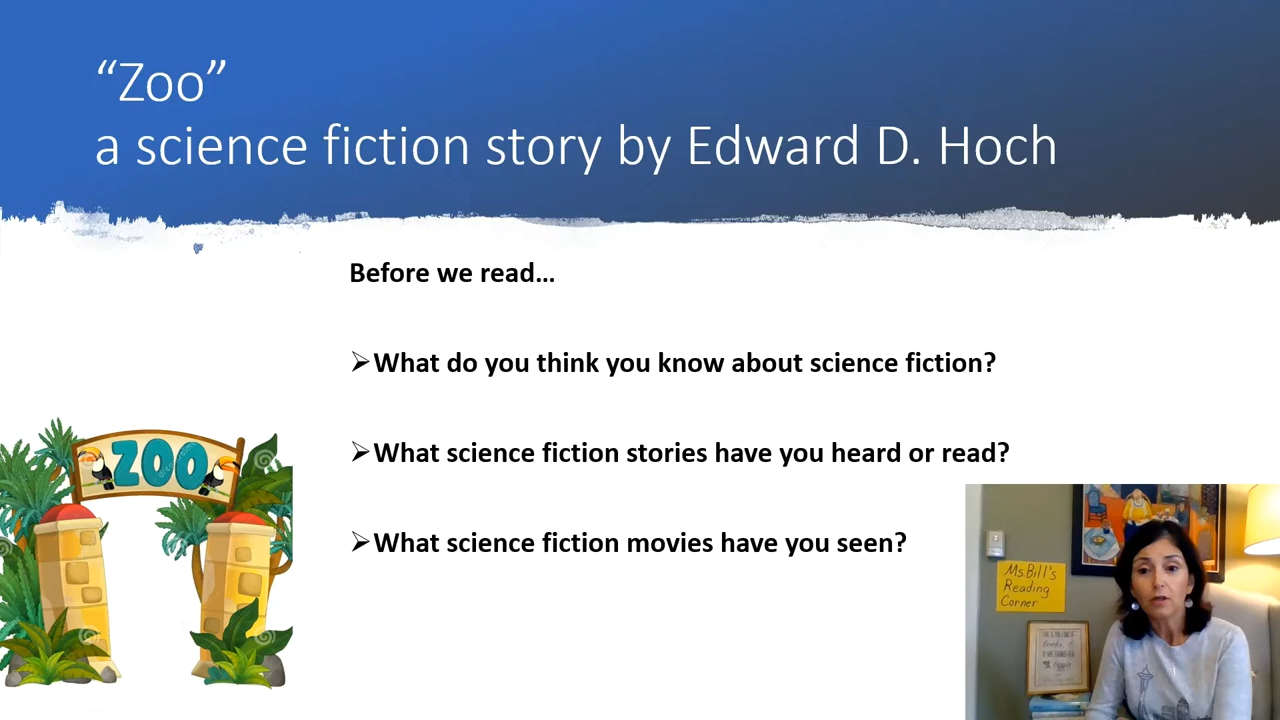 “Zoo”
a science fiction story by Edward D. Hoch
Before we read…
➢What do you think you know about science fiction?
➢What science fiction stories have you heard or read?
➢What science fiction movies have you seen?
ZOO
Ms.Bill's
Reading
Corner